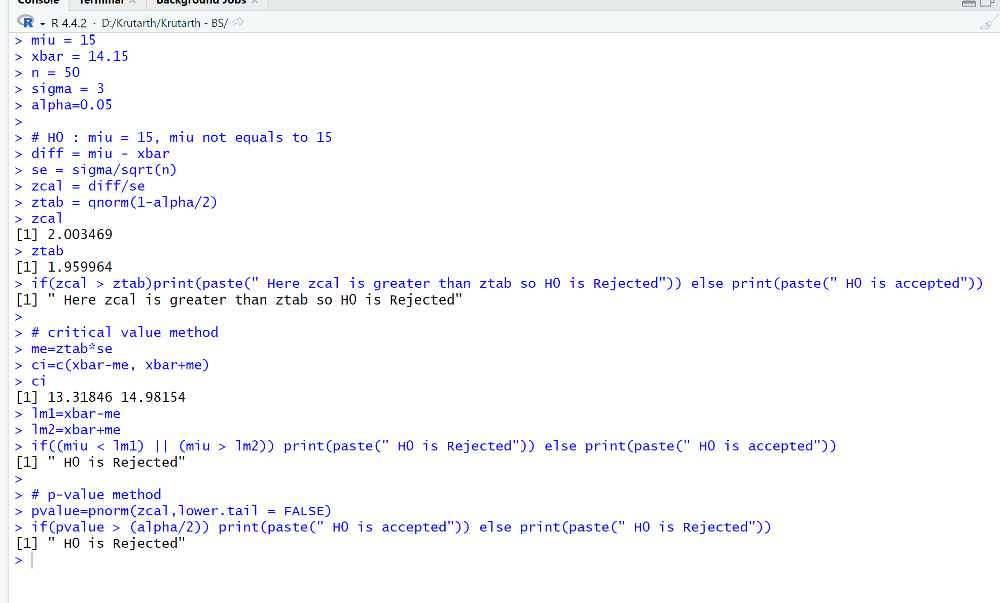 Console Terminal Background Jobs
R 4.4.2 · D:/Krutarth/Krutarth - BS/
> miu = 15
> xbar = 14.15
> n = 50
> sigma = 3
> alpha=0.05
>
> # H0 : miu = 15, miu not equals to 15
> diff = miu - xbar
> se = sigma/sqrt(n)
> zcal = diff/se
> ztab = qnorm(1-alpha/2)
> zcal
[1] 2.003469
> ztab
[1] 1.959964
> if(zcal > ztab)print(paste(" Here zcal is greater than ztab so H0 is Rejected")) else print(paste(" H0 is accepted"))
[1] " Here zcal is greater than ztab so H0 is Rejected"
>
> # critical value method
> me=ztab*se
> ci=c(xbar-me, xbar+me)
> ci
[1] 13.31846 14.98154
> lm1=xbar-me
> lm2=xbar+me
> if((miu < lm1) || (miu > lm2)) print(paste(" H0 is Rejected")) else print(paste(" H0 is accepted"))
[1] " H0 is Rejected"
>
> # p-value method
> pvalue=pnorm(zcal,lower.tail = FALSE)
> if(pvalue > (alpha/2)) print(paste(" H0 is accepted")) else print(paste(" H0 is Rejected"))
[1] " H0 is Rejected"
>